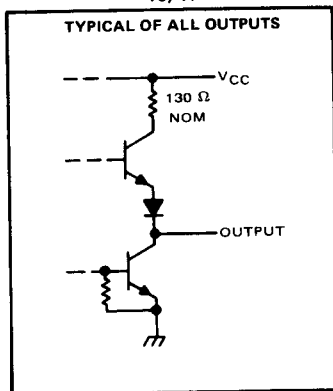 TYPICAL OF ALL OUTPUTS
VCC
130 Ω
NOM
OUTPUT